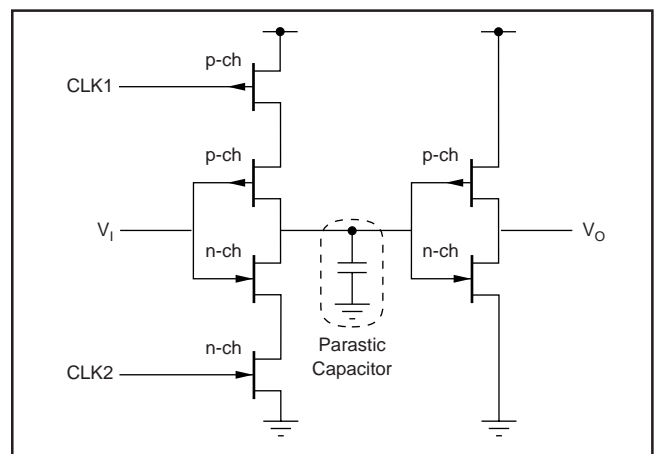 p-ch
CLK1
p-ch
p-ch
V_I
V_O
n-ch
n-ch
n-ch
Parastic
Capacitor
CLK2